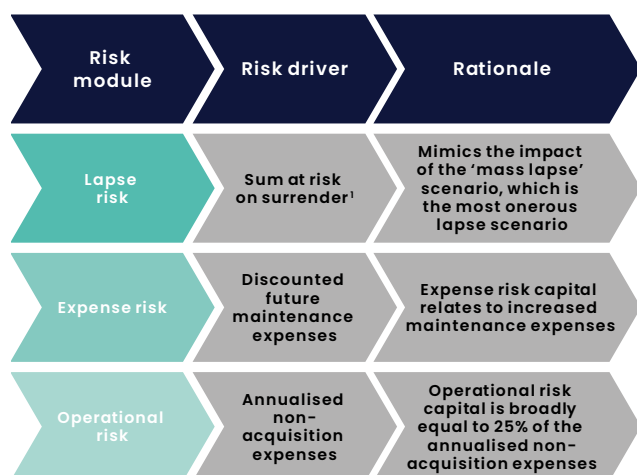 Risk
module
Risk driver
Rationale
Lapse
risk
Sum at risk
on surrender¹
Mimics the impact
of the ‘mass lapse’
scenario, which is
the most onerous
lapse scenario
Expense risk
Discounted
future
maintenance
expenses
Expense risk capital
relates to increased
maintenance expenses
Operational
risk
Annualised
non-
acquisition
expenses
Operational risk
capital is broadly
equal to 25% of the
annualised non-
acquisition expenses